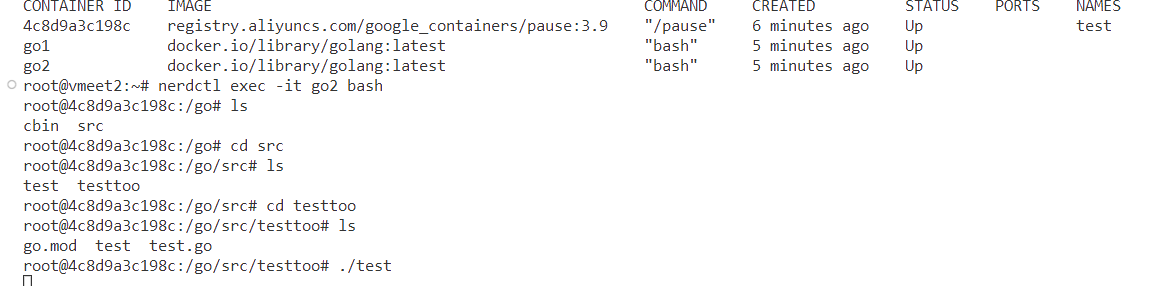 CONTAINER ID    IMAGE                                              COMMAND     CREATED          STATUS    PORTS    NAMES
4c8d9a3c198c    registry.aliyuncs.com/google_containers/pause:3.9    "/pause"    6 minutes ago    Up                 test
go1             docker.io/library/golang:latest                      "bash"      5 minutes ago    Up
go2             docker.io/library/golang:latest                      "bash"      5 minutes ago    Up
root@vmeet2:~# nerdctl exec -it go2 bash
root@4c8d9a3c198c:/go# ls
cbin  src
root@4c8d9a3c198c:/go# cd src
root@4c8d9a3c198c:/go/src# ls
test  testtoo
root@4c8d9a3c198c:/go/src# cd testtoo
root@4c8d9a3c198c:/go/src/testtoo# ls
go.mod  test  test.go
root@4c8d9a3c198c:/go/src/testtoo# ./test